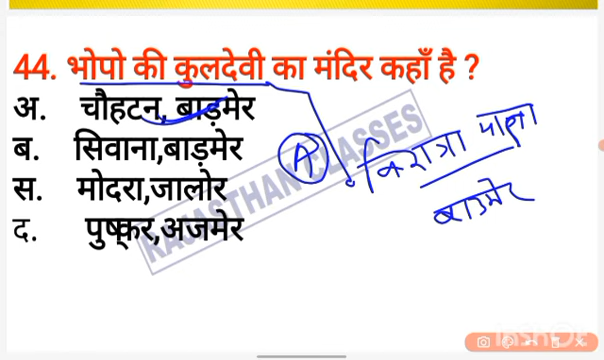 44. भोपो की कुलदेवी का मंदिर कहाँ है ?
अ. चौहटन, बाड़मेर
ब. सिवाना,बाड़मेर
स. मोदरा,जालोर
द. पुष्कर,अजमेर
A
विरात्रा माता
बाड़मेर
RAJASTHAN CLASSES